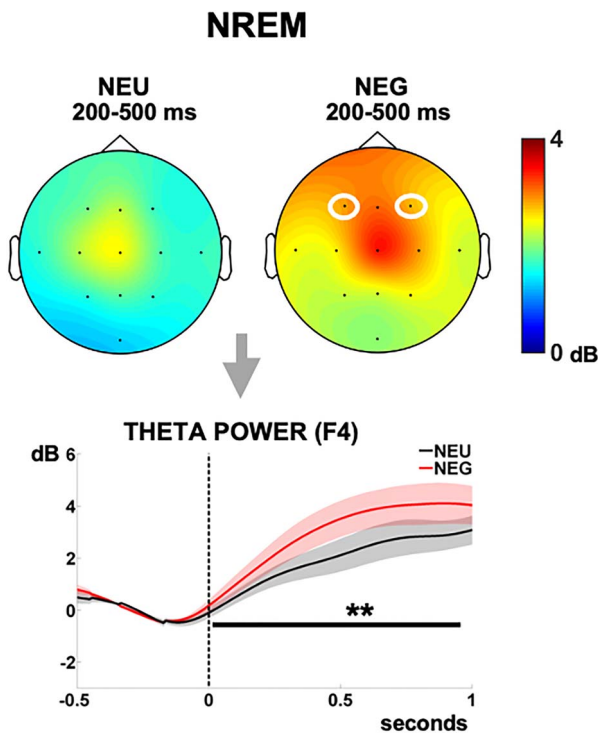 NREM
NEU
200-500 ms
NEG
200-500 ms
4
0 dB
THETA POWER (F4)
dB
NEU
NEG
6
4
2
0
-2
**
-0.5
0
0.5
1
seconds